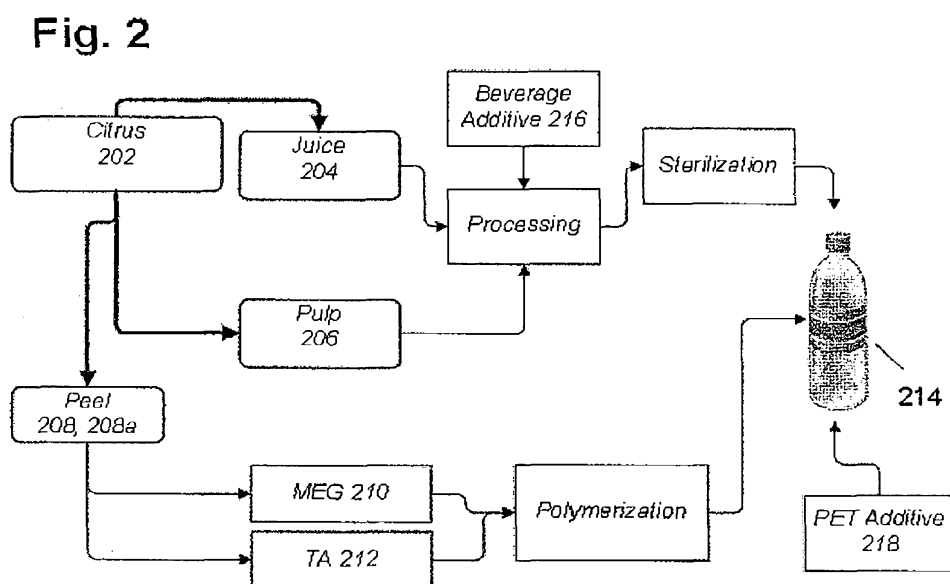 Fig. 2
Citrus
202
Juice
204
Beverage
Additive 216
Sterilization
Processing
Pulp
206
Peel
208, 208a
214
MEG 210
TA 212
Polymerization
PET Additive
218